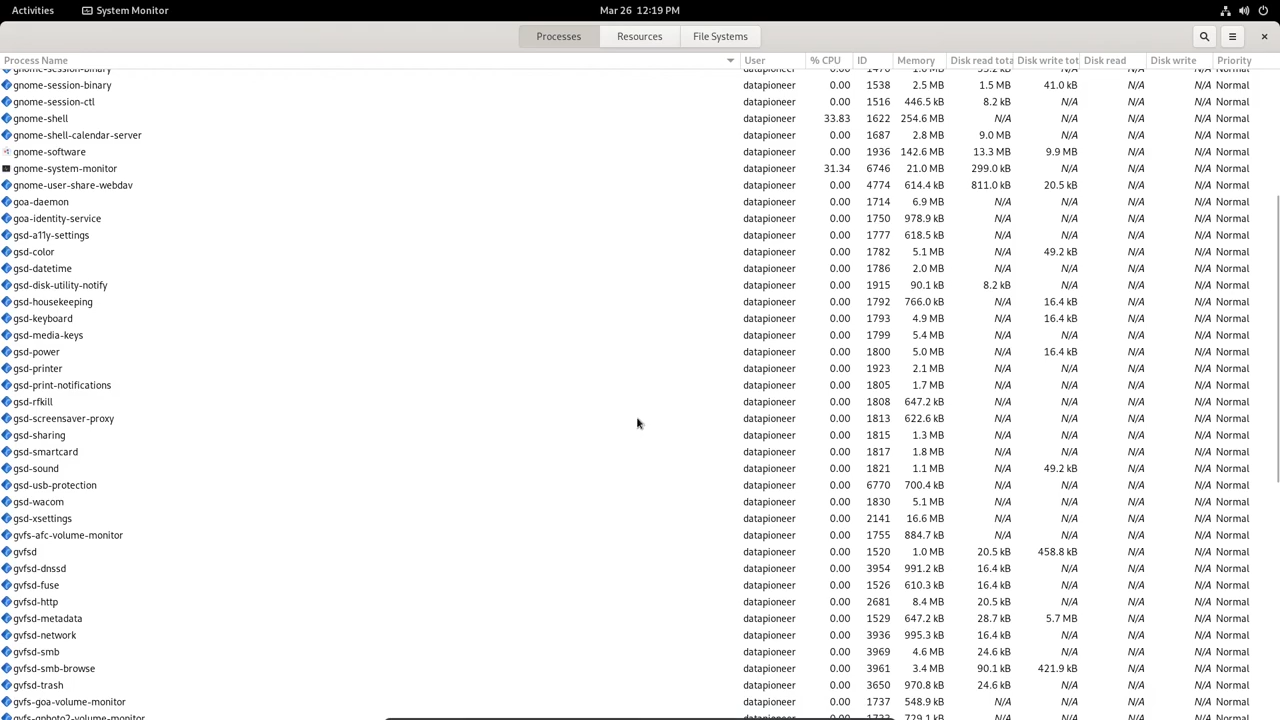 Activities System Monitor Mar 26 12:19 PM
Processes Resources File Systems
Process Name User % CPU ID Memory Disk read tota Disk write tot Disk read Disk write Priority
gnome-session-binary datapioneer 0.00 1476 N/A N/A N/A Normal
gnome-session-binary datapioneer 0.00 1538 2.5 MB 1.5 MB 41.0 kB N/A N/A Normal
gnome-session-ctl datapioneer 0.00 1516 446.5 kB 8.2 kB N/A N/A N/A Normal
gnome-shell datapioneer 33.83 1622 254.6 MB N/A N/A N/A N/A Normal
gnome-shell-calendar-server datapioneer 0.00 1687 2.8 MB 9.0 MB N/A N/A N/A Normal
gnome-software datapioneer 0.00 1936 142.6 MB 13.3 MB 9.9 MB N/A N/A Normal
gnome-system-monitor datapioneer 31.34 6746 21.0 MB 299.0 kB N/A N/A N/A Normal
gnome-user-share-webdav datapioneer 0.00 4774 614.4 kB 811.0 kB 20.5 kB N/A N/A Normal
goa-daemon datapioneer 0.00 1714 6.9 MB N/A N/A N/A N/A Normal
goa-identity-service datapioneer 0.00 1750 978.9 kB N/A N/A N/A N/A Normal
gsd-a11y-settings datapioneer 0.00 1777 618.5 kB N/A N/A N/A N/A Normal
gsd-color datapioneer 0.00 1782 5.1 MB N/A 49.2 kB N/A N/A Normal
gsd-datetime datapioneer 0.00 1786 2.0 MB N/A N/A N/A N/A Normal
gsd-disk-utility-notify datapioneer 0.00 1915 90.1 kB 8.2 kB N/A N/A N/A Normal
gsd-housekeeping datapioneer 0.00 1792 766.0 kB N/A 16.4 kB N/A N/A Normal
gsd-keyboard datapioneer 0.00 1793 4.9 MB N/A 16.4 kB N/A N/A Normal
gsd-media-keys datapioneer 0.00 1799 5.4 MB N/A N/A N/A N/A Normal
gsd-power datapioneer 0.00 1800 5.0 MB N/A 16.4 kB N/A N/A Normal
gsd-printer datapioneer 0.00 1923 2.1 MB N/A N/A N/A N/A Normal
gsd-print-notifications datapioneer 0.00 1805 1.7 MB N/A N/A N/A N/A Normal
gsd-rfkill datapioneer 0.00 1808 647.2 kB N/A N/A N/A N/A Normal
gsd-screensaver-proxy datapioneer 0.00 1813 622.6 kB N/A N/A N/A N/A Normal
gsd-sharing datapioneer 0.00 1815 1.3 MB N/A N/A N/A N/A Normal
gsd-smartcard datapioneer 0.00 1817 1.8 MB N/A N/A N/A N/A Normal
gsd-sound datapioneer 0.00 1821 1.1 MB N/A 49.2 kB N/A N/A Normal
gsd-usb-protection datapioneer 0.00 6770 700.4 kB N/A N/A N/A N/A Normal
gsd-wacom datapioneer 0.00 1830 5.1 MB N/A N/A N/A N/A Normal
gsd-xsettings datapioneer 0.00 2141 16.6 MB N/A N/A N/A N/A Normal
gvfs-afc-volume-monitor datapioneer 0.00 1755 884.7 kB N/A N/A N/A N/A Normal
gvfsd datapioneer 0.00 1520 1.0 MB 20.5 kB 458.8 kB N/A N/A Normal
gvfsd-dnssd datapioneer 0.00 3954 991.2 kB 16.4 kB N/A N/A N/A Normal
gvfsd-fuse datapioneer 0.00 1526 610.3 kB 16.4 kB N/A N/A N/A Normal
gvfsd-http datapioneer 0.00 2681 8.4 MB 20.5 kB N/A N/A N/A Normal
gvfsd-metadata datapioneer 0.00 1529 647.2 kB 28.7 kB 5.7 MB N/A N/A Normal
gvfsd-network datapioneer 0.00 3936 995.3 kB 16.4 kB N/A N/A N/A Normal
gvfsd-smb datapioneer 0.00 3969 4.6 MB 24.6 kB N/A N/A N/A Normal
gvfsd-smb-browse datapioneer 0.00 3961 3.4 MB 90.1 kB 421.9 kB N/A N/A Normal
gvfsd-trash datapioneer 0.00 3650 970.8 kB 24.6 kB N/A N/A N/A Normal
gvfs-goa-volume-monitor datapioneer 0.00 1737 548.9 kB N/A N/A N/A N/A Normal
gvfs-gphoto2-volume-monitor datapioneer 0.00 729.1 kB N/A N/A N/A N/A Normal